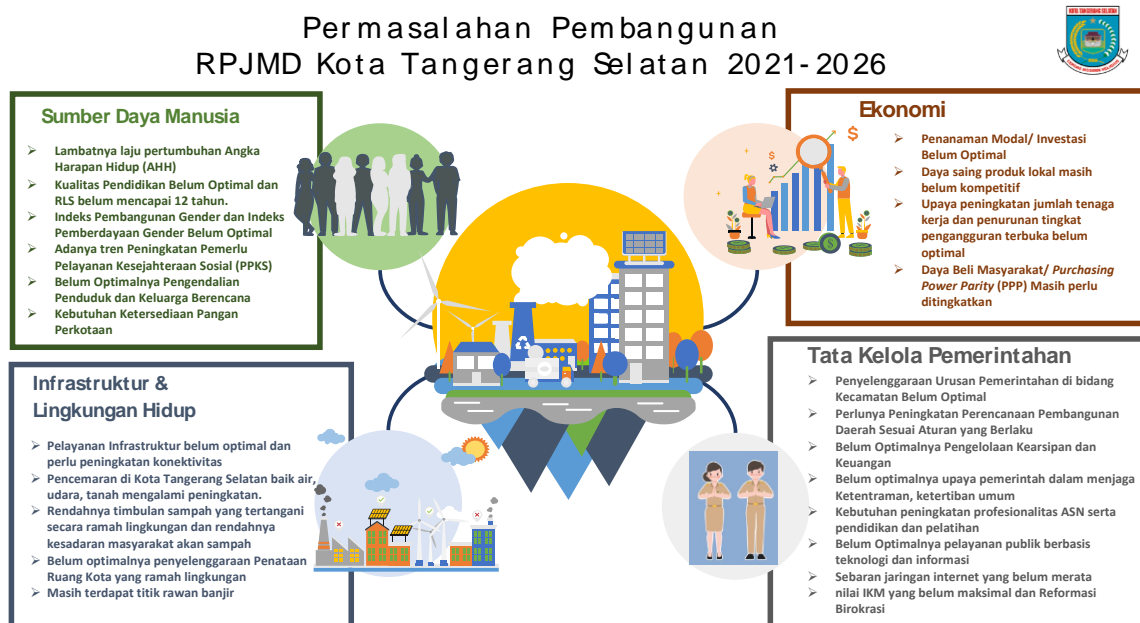 Permasalahan Pembangunan
RPJMD Kota Tangerang Selatan 2021-2026
KOTA TANGERANG SELATAN
Sumber Daya Manusia
➢ Lambatnya laju pertumbuhan Angka
Harapan Hidup (AHH)
➢ Kualitas Pendidikan Belum Optimal dan
RLS belum mencapai 12 tahun.
➢ Indeks Pembangunan Gender dan Indeks
Pemberdayaan Gender Belum Optimal
➢ Adanya tren Peningkatan Pemerlu
Pelayanan Kesejahteraan Sosial (PPKS)
➢ Belum Optimalnya Pengendalian
Penduduk dan Keluarga Berencana
➢ Kebutuhan Ketersediaan Pangan
Perkotaan
Ekonomi
➢ Penanaman Modal/ Investasi
Belum Optimal
➢ Daya saing produk lokal masih
belum kompetitif
➢ Upaya peningkatan jumlah tenaga
kerja dan penurunan tingkat
pengangguran terbuka belum
optimal
➢ Daya Beli Masyarakat/ Purchasing
Power Parity (PPP) Masih perlu
ditingkatkan
Infrastruktur &
Lingkungan Hidup
➢ Pelayanan Infrastruktur belum optimal dan
perlu peningkatan konektivitas
➢ Pencemaran di Kota Tangerang Selatan baik air,
udara, tanah mengalami peningkatan.
➢ Rendahnya timbulan sampah yang tertangani
secara ramah lingkungan dan rendahnya
kesadaran masyarakat akan sampah
➢ Belum optimalnya penyelenggaraan Penataan
Ruang Kota yang ramah lingkungan
➢ Masih terdapat titik rawan banjir
Tata Kelola Pemerintahan
➢ Penyelenggaraan Urusan Pemerintahan di bidang
Kecamatan Belum Optimal
➢ Perlunya Peningkatan Perencanaan Pembangunan
Daerah Sesuai Aturan yang Berlaku
➢ Belum Optimalnya Pengelolaan Kearsipan dan
Keuangan
➢ Belum optimalnya upaya pemerintah dalam menjaga
Ketentraman, ketertiban umum
➢ Kebutuhan peningkatan profesionalitas ASN serta
pendidikan dan pelatihan
➢ Belum Optimalnya pelayanan publik berbasis
teknologi dan informasi
➢ Sebaran jaringan internet yang belum merata
➢ nilai IKM yang belum maksimal dan Reformasi
Birokrasi